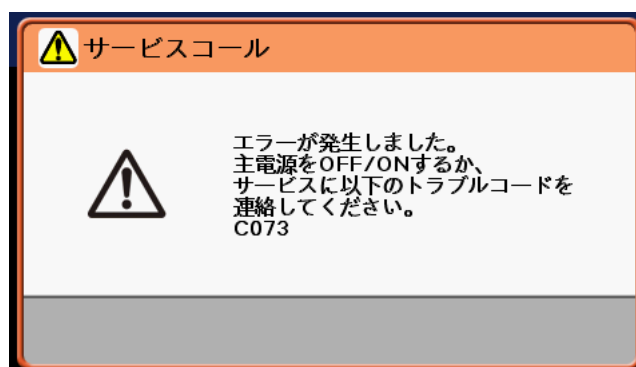 サービスコール
エラーが発生しました。
主電源をOFF/ONするか、
サービスに以下のトラブルコードを
連絡してください。
C073